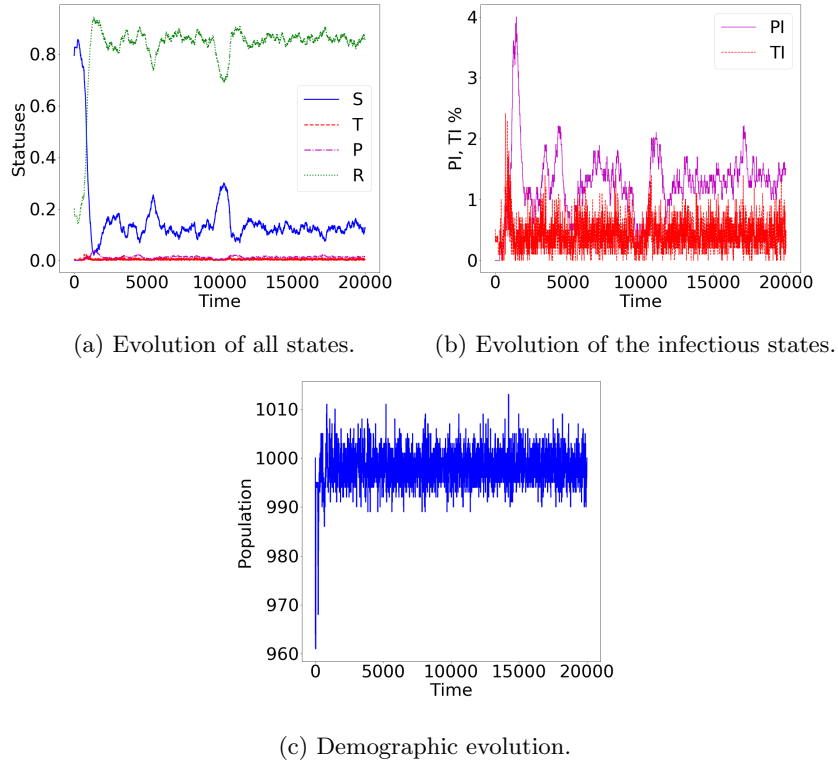 0.8
0.6
0.4
0.2
0.0
Statuses
S
T
P
R
0 5000 10000 15000 20000
Time
4
3
2
1
0
PI, TI %
PI
TI
0 5000 10000 15000 20000
Time
(a) Evolution of all states.
(b) Evolution of the infectious states.
1010
1000
990
980
970
960
Population
0 5000 10000 15000 20000
Time
(c) Demographic evolution.